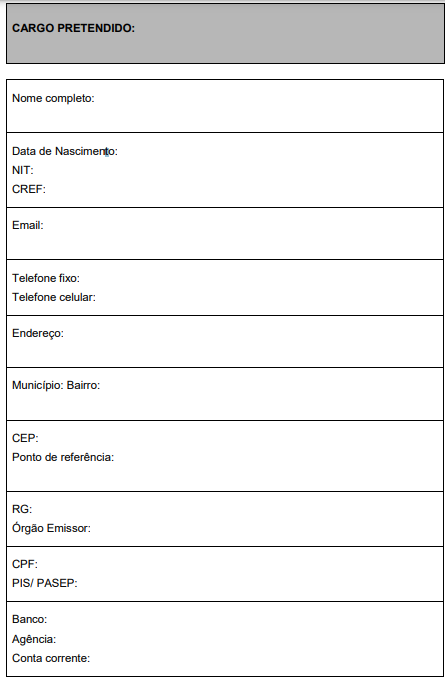 CARGO PRETENDIDO:
Nome completo:
Data de Nascimento:
NIT:
CREF:
Email:
Telefone fixo:
Telefone celular:
Endereço:
Município: Bairro:
CEP:
Ponto de referência:
RG:
Órgão Emissor:
CPF:
PIS/ PASEP:
Banco:
Agência:
Conta corrente: